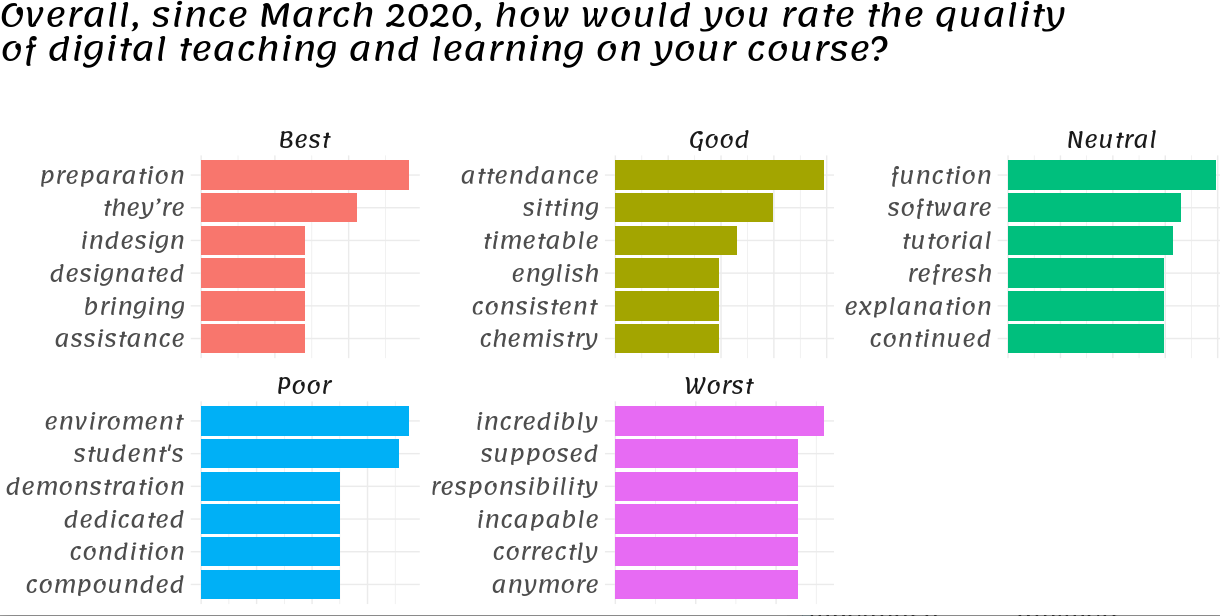 Overall, since March 2020, how would you rate the quality
of digital teaching and learning on your course?
Best
preparation
they’re
indesign
designated
bringing
assistance
Good
attendance
sitting
timetable
english
consistent
chemistry
Neutral
function
software
tutorial
refresh
explanation
continued
Poor
enviroment
student's
demonstration
dedicated
condition
compounded
Worst
incredibly
supposed
responsibility
incapable
correctly
anymore